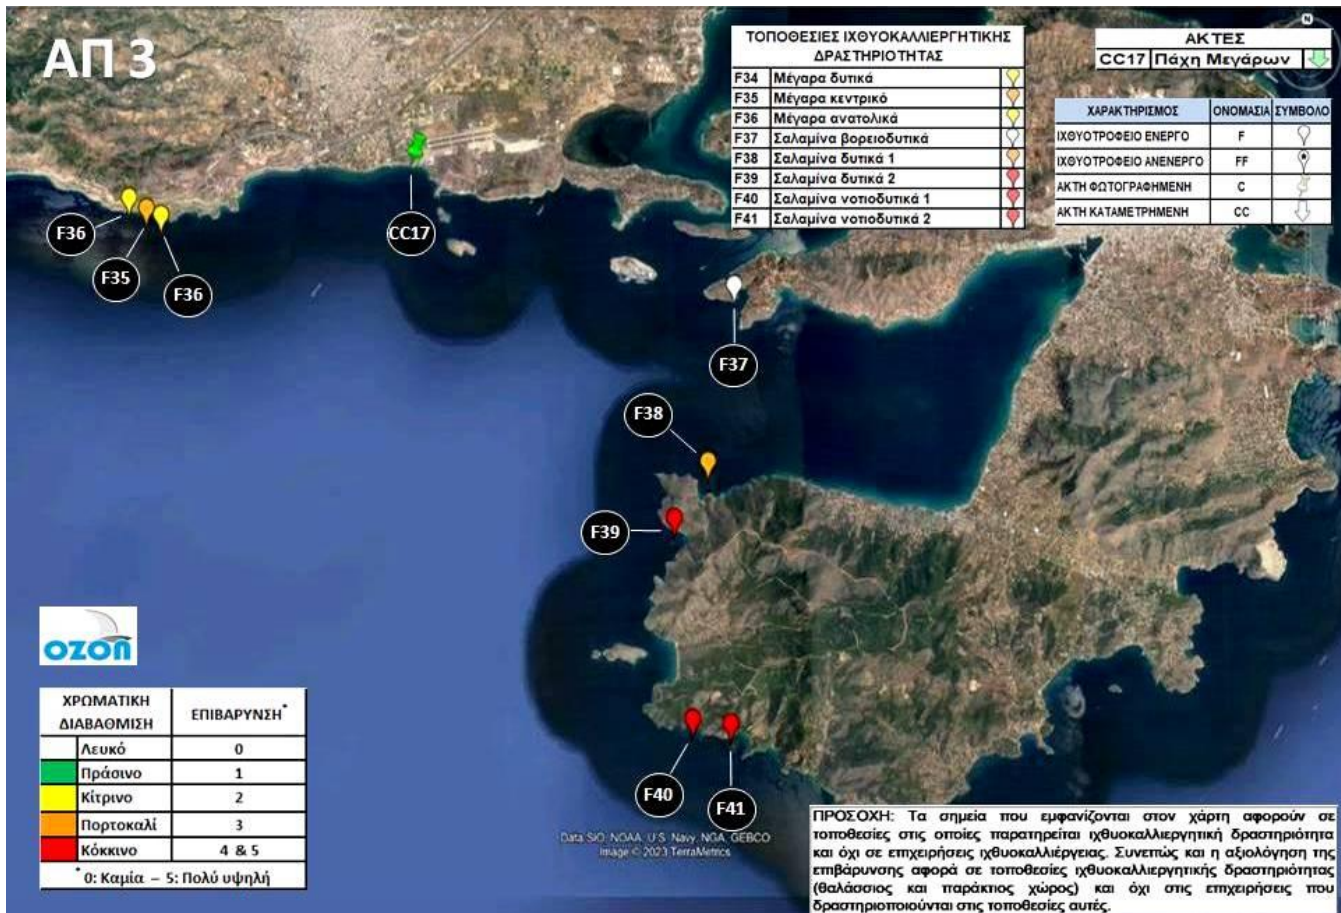 ΑΠ 3
ΤΟΠΟΘΕΣΙΕΣ ΙΧΘΥΟΚΑΛΛΙΕΡΓΗΤΙΚΗΣ
ΔΡΑΣΤΗΡΙΟΤΗΤΑΣ
F34 Μέγαρα δυτικά
F35 Μέγαρα κεντρικό
F36 Μέγαρα ανατολικά
F37 Σαλαμίνα βορειοδυτικά
F38 Σαλαμίνα δυτικά 1
F39 Σαλαμίνα δυτικά 2
F40 Σαλαμίνα νοτιοδυτικά 1
F41 Σαλαμίνα νοτιοδυτικά 2
N
ΑΚΤΕΣ
CC17 Πάχη Μεγάρων
ΧΑΡΑΚΤΗΡΙΣΜΟΣ ΟΝΟΜΑΣΙΑ ΣΥΜΒΟΛΟ
ΙΧΘΥΟΤΡΟΦΕΙΟ ΕΝΕΡΓΟ F
ΙΧΘΥΟΤΡΟΦΕΙΟ ΑΝΕΝΕΡΓΟ FF
ΑΚΤΗ ΦΩΤΟΓΡΑΦΗΜΕΝΗ C
ΑΚΤΗ ΚΑΤΑΜΕΤΡΗΜΕΝΗ CC
F36
F35
F36
CC17
F37
F38
F39
F40
F41
OZON
ΧΡΩΜΑΤΙΚΗ
ΔΙΑΒΑΘΜΙΣΗ
ΕΠΙΒΑΡΥΝΣΗ*
Λευκό 0
Πράσινο 1
Κίτρινο 2
Πορτοκαλί 3
Κόκκινο 4 & 5
* 0: Καμία – 5: Πολύ υψηλή
Data SIO, NOAA, U.S. Navy, NGA, GEBCO
Image © 2023 TerraMetrics
ΠΡΟΣΟΧΗ: Τα σημεία που εμφανίζονται στον χάρτη αφορούν σε
τοποθεσίες στις οποίες παρατηρείται ιχθυοκαλλιεργητική δραστηριότητα
και όχι σε επιχειρήσεις ιχθυοκαλλιέργειας. Συνεπώς και η αξιολόγηση της
επιβάρυνσης αφορά σε τοποθεσίες ιχθυοκαλλιεργητικής δραστηριότητας
(θαλάσσιος και παράκτιος χώρος) και όχι στις επιχειρήσεις που
δραστηριοποιούνται στις τοποθεσίες αυτές.